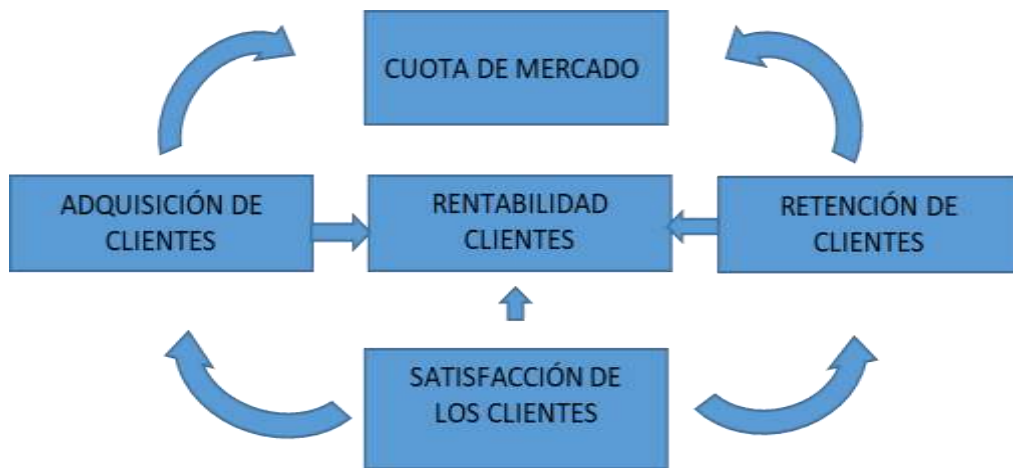 CUOTA DE MERCADO
ADQUISICIÓN DE
CLIENTES
RENTABILIDAD
CLIENTES
RETENCIÓN DE
CLIENTES
SATISFACCIÓN DE
LOS CLIENTES